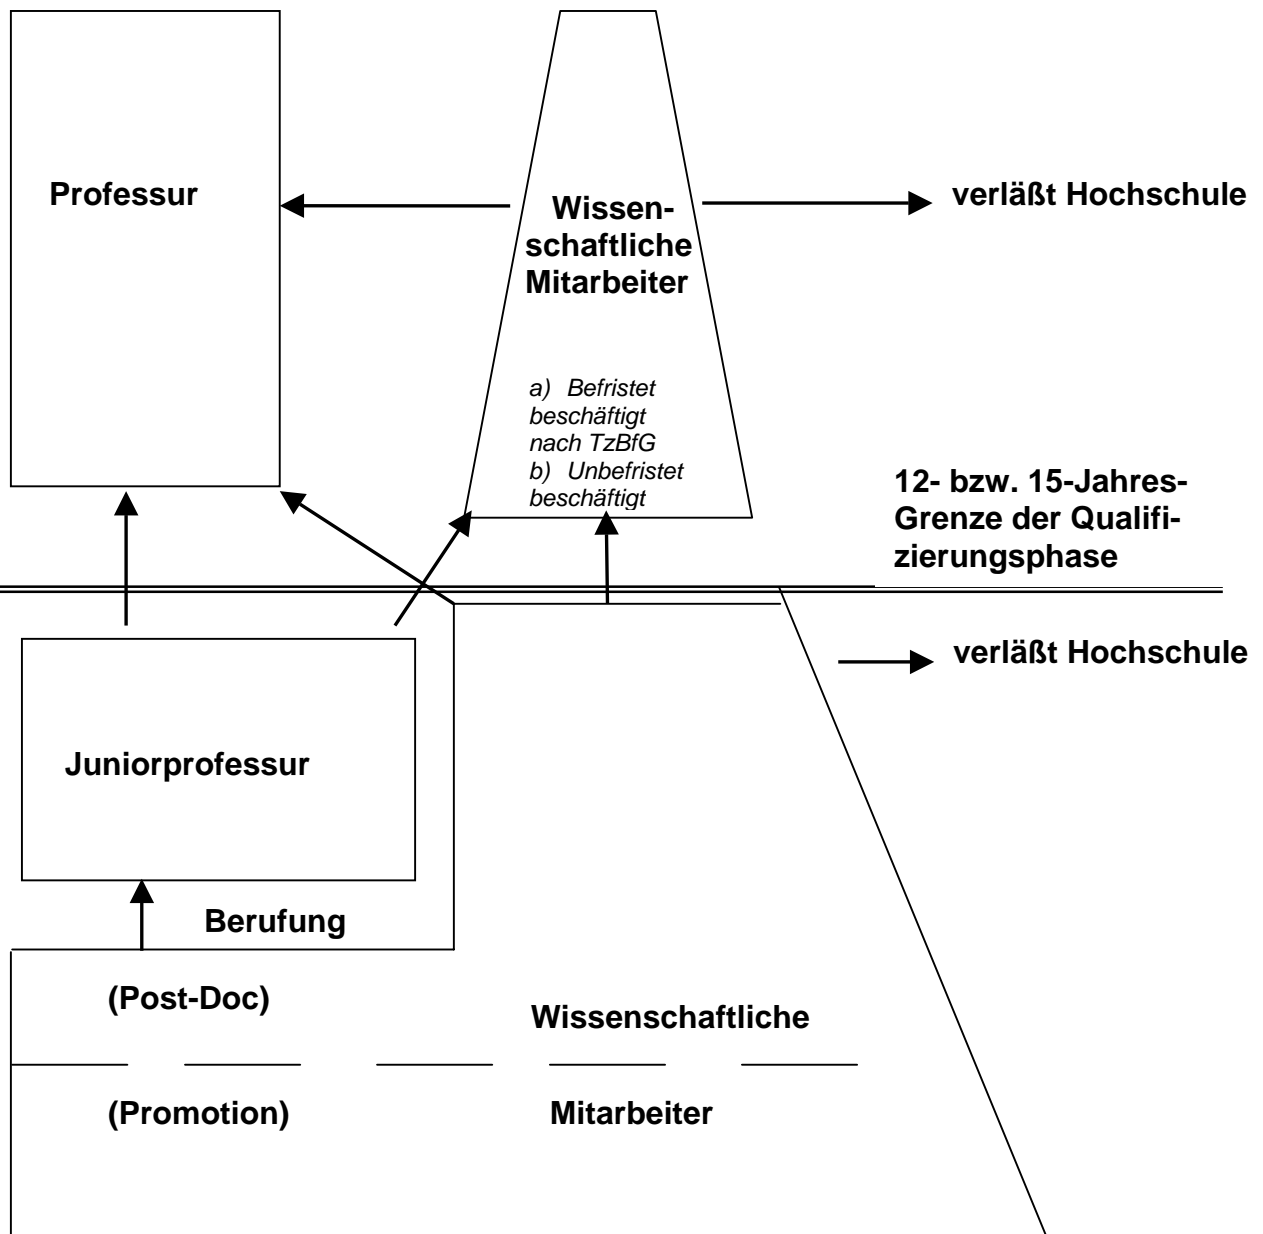 Professur
Wissen-
schaftliche
Mitarbeiter
verläßt Hochschule
a) Befristet
beschäftigt
nach TzBfG
b) Unbefristet
beschäftigt
12- bzw. 15-Jahres-
Grenze der Qualifi-
zierungsphase
verläßt Hochschule
Juniorprofessur
Berufung
(Post-Doc)
Wissenschaftliche
(Promotion)
Mitarbeiter